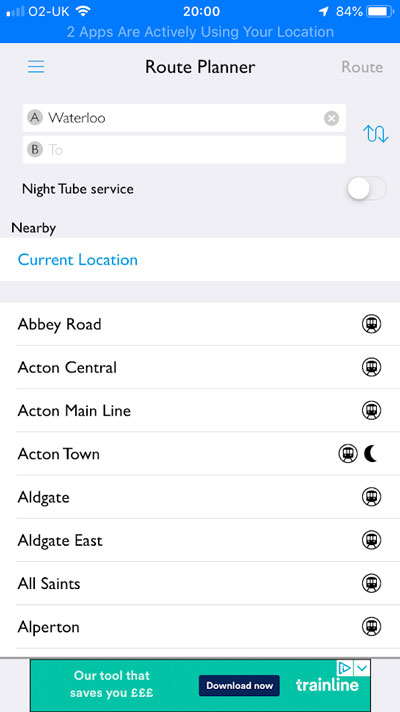 O2-UK 20:00 84%
2 Apps Are Actively Using Your Location
Route Planner Route
A Waterloo
B To
Night Tube service
Nearby
Current Location
Abbey Road
Acton Central
Acton Main Line
Acton Town
Aldgate
Aldgate East
All Saints
Alperton
Our tool that
saves you £££
Download now
trainline